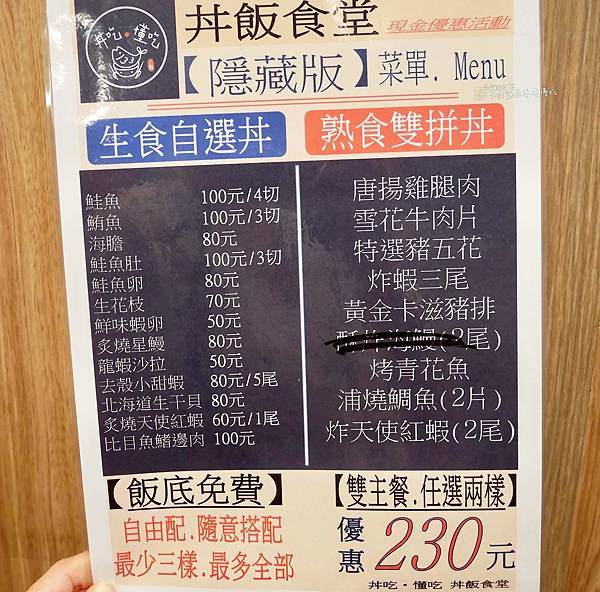 丼吃·懂吃
丼飯食堂
現金優惠活動
【隱藏版】菜單. Menu
生食自選丼
鮭魚 100元/4切
鮪魚 100元/3切
海膽 80元
鮭魚肚 100元/3切
鮭魚卵 80元
生花枝 70元
鮮味蝦卵 50元
炙燒星鰻 80元
龍蝦沙拉 50元
去殼小甜蝦 80元/5尾
北海道生干貝 80元
炙燒天使紅蝦 60元/1尾
比目魚鰭邊肉 100元
【飯底免費】
自由配.隨意搭配
最少三樣.最多全部
熟食雙拼丼
唐揚雞腿肉
雪花牛肉片
特選豬五花
炸蝦三尾
黃金卡滋豬排
酥炸海鰻(2尾)
烤青花魚
浦燒鯛魚(2片)
炸天使紅蝦(2尾)
【雙主餐.任選兩樣】
優惠230元
丼吃·懂吃 丼飯食堂